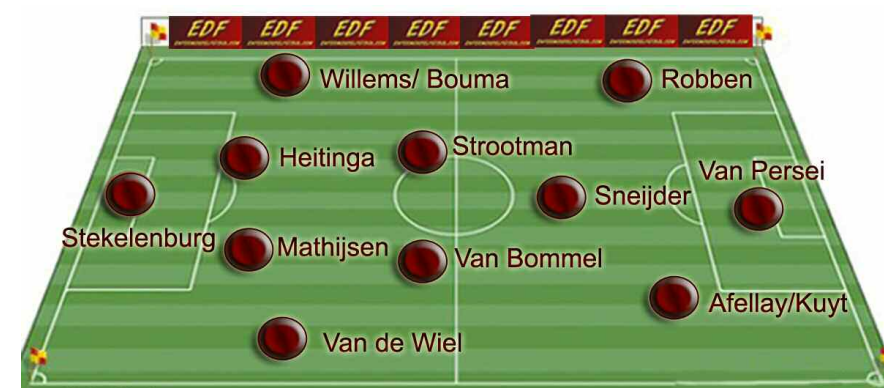 EDF EDF EDF EDF EDF EDF EDF EDF
Willems/ Bouma
Robben
Strootman
Heitinga
Van Persei
Sneijder
Stekelenburg
Mathijsen
Van Bommel
Afellay/Kuyt
Van de Wiel